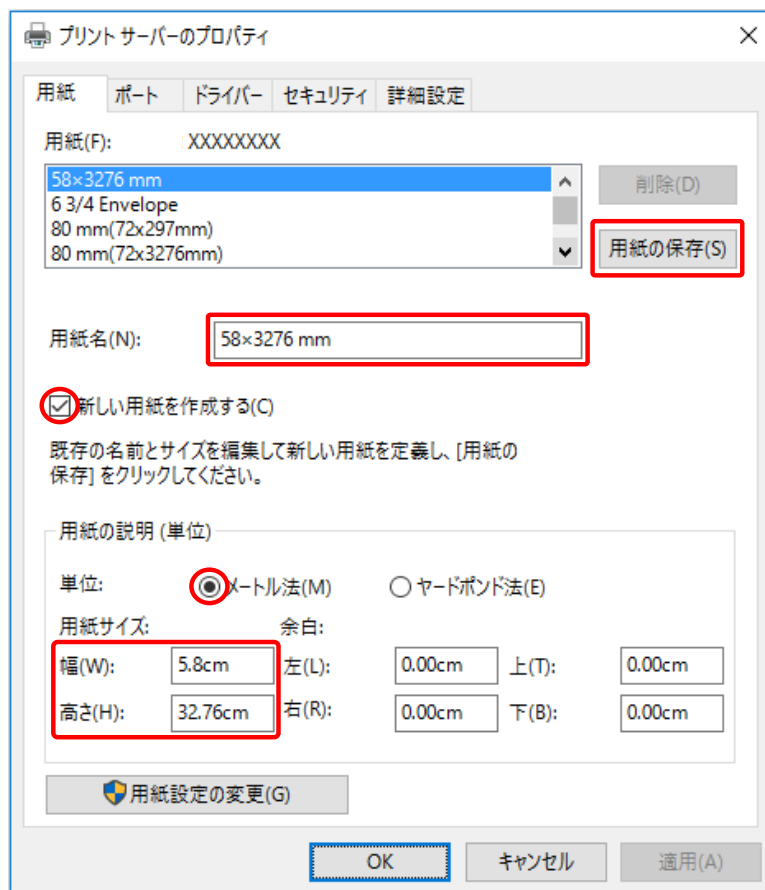 プリント サーバーのプロパティ
用紙 ポート ドライバー セキュリティ 詳細設定
用紙(F): XXXXXXXX
58×3276 mm
6 3/4 Envelope
80 mm(72x297mm)
80 mm(72x3276mm)
削除(D)
用紙の保存(S)
用紙名(N): 58×3276 mm
新しい用紙を作成する(C)
既存の名前とサイズを編集して新しい用紙を定義し、[用紙の
保存] をクリックしてください。
用紙の説明 (単位)
単位: メートル法(M) ヤードポンド法(E)
用紙サイズ: 余白:
幅(W): 5.8cm 左(L): 0.00cm 上(T): 0.00cm
高さ(H): 32.76cm 右(R): 0.00cm 下(B): 0.00cm
用紙設定の変更(G)
OK キャンセル 適用(A)